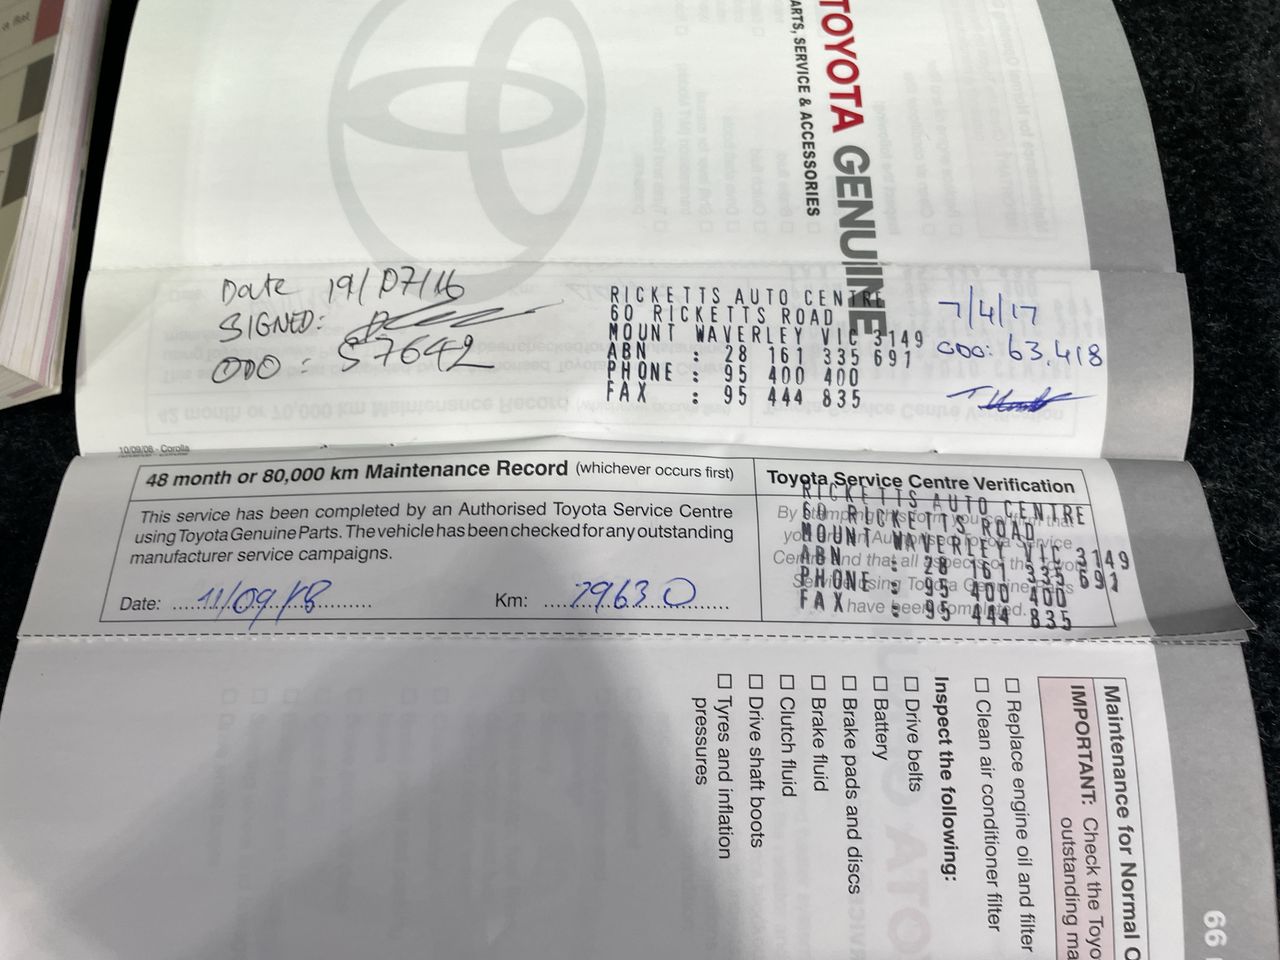 TOYOTA GENUINE
PARTS, SERVICE & ACCESSORIES
Date 19/07/16
SIGNED:
ODO: 57642
RICKETTS AUTO CENTRE
60 RICKETTS ROAD
MOUNT WAVERLEY VIC 3149
ABN : 28 161 335 691
PHONE : 95 400 400
FAX : 95 444 835
7/4/17
ODO: 63,418
10/09/08 - Corolla
48 month or 80,000 km Maintenance Record (whichever occurs first)
This service has been completed by an Authorised Toyota Service Centre
using Toyota Genuine Parts. The vehicle has been checked for any outstanding
manufacturer service campaigns.
Date: 11/09/18 Km: 79630
Toyota Service Centre Verification
RICKETTS AUTO CENTRE
60 RICKETTS ROAD
MOUNT WAVERLEY VIC 3149
ABN : 28 161 335 691
PHONE : 95 400 400
FAX : 95 444 835
Maintenance for Normal
IMPORTANT: Check the
outstanding
☐ Replace engine oil and filter
☐ Clean air conditioner filter
Inspect the following:
☐ Drive belts
☐ Battery
☐ Brake pads and discs
☐ Brake fluid
☐ Clutch fluid
☐ Drive shaft boots
☐ Tyres and inflation
pressures
66